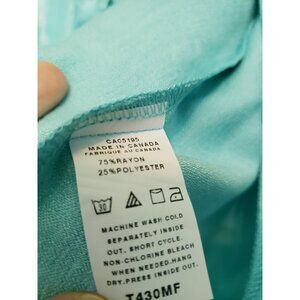 CA05195
MADE IN CANADA
FABRIQUE AU CANADA
75%RAYON
25%POLYESTER
30
MACHINE WASH COLD
SEPARATELY INSIDE
OUT. SHORT CYCLE.
NON-CHLORINE BLEACH
WHEN NEEDED.HANG
DRY.PRESS INSIDE OUT.
T430MF